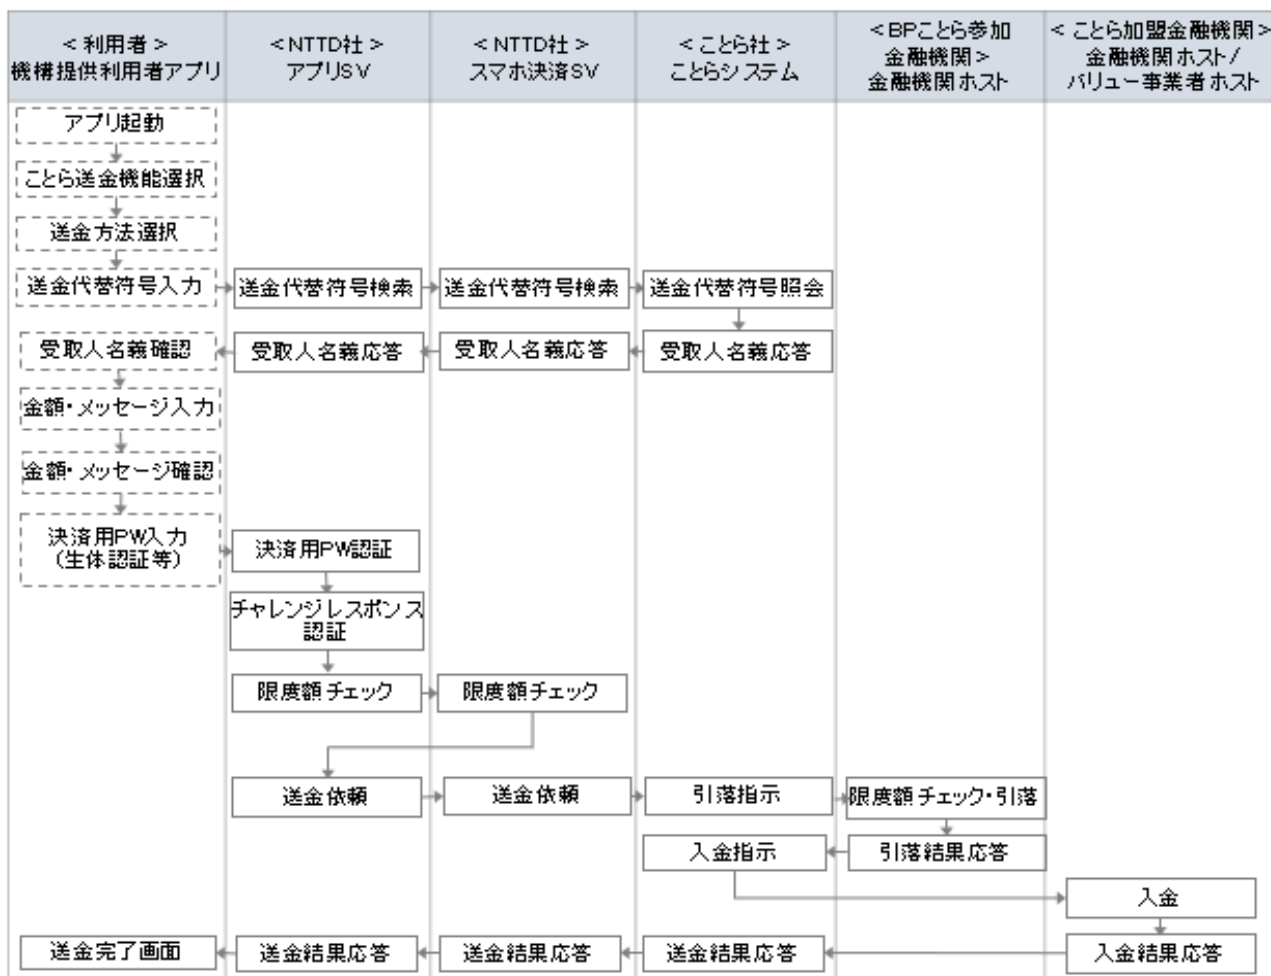 ＜利用者＞
機構提供利用者アプリ
＜NTTD社＞
アプリSV
＜NTTD社＞
スマホ決済SV
＜ことら社＞
ことらシステム
＜BPことら参加
金融機関＞
金融機関ホスト
＜ことら加盟金融機関＞
金融機関ホスト/
バリュー事業者ホスト
アプリ起動
ことら送金機能選択
送金方法選択
送金代替符号入力
送金代替符号検索
送金代替符号検索
送金代替符号照会
受取人名義確認
受取人名義応答
受取人名義応答
受取人名義応答
金額・メッセージ入力
金額・メッセージ確認
決済用PW入力
（生体認証等）
決済用PW認証
チャレンジレスポンス
認証
限度額チェック
限度額チェック
送金依頼
送金依頼
引落指示
限度額チェック・引落
入金指示
引落結果応答
入金
送金完了画面
送金結果応答
送金結果応答
送金結果応答
入金結果応答